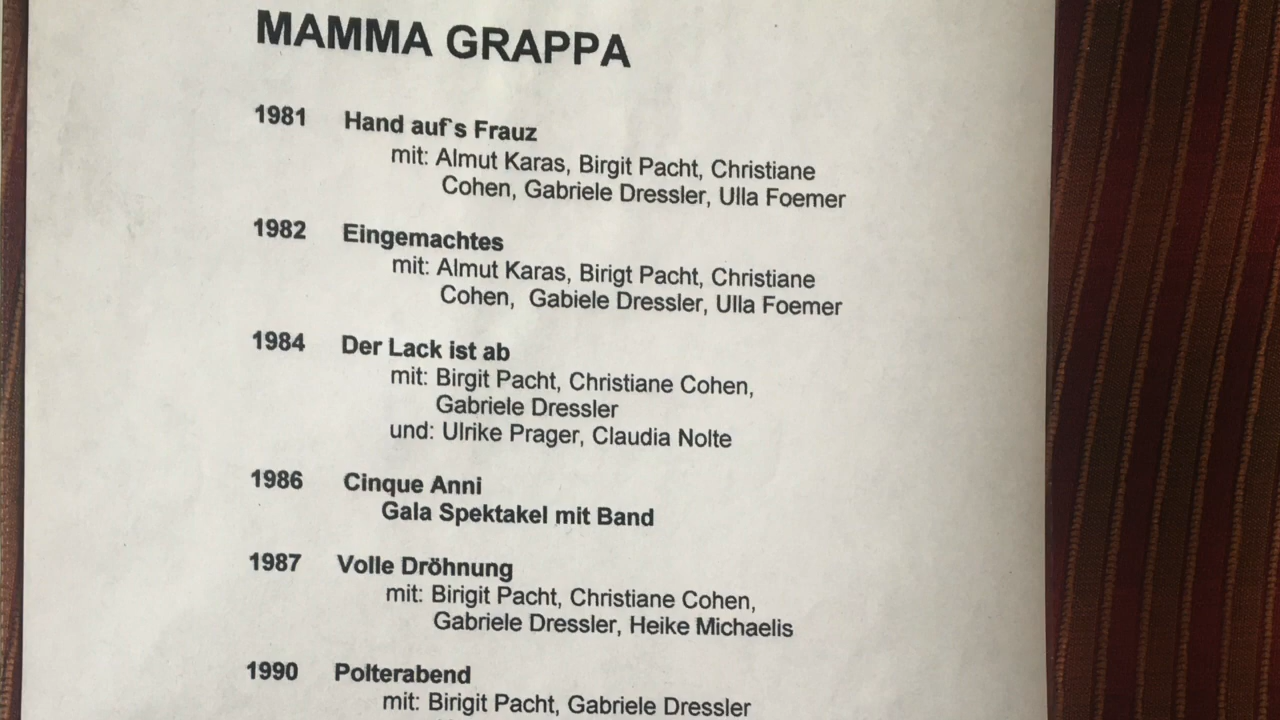 MAMMA GRAPPA
1981 Hand auf`s Frauz
mit: Almut Karas, Birgit Pacht, Christiane
Cohen, Gabriele Dressler, Ulla Foemer
1982 Eingemachtes
mit: Almut Karas, Birigt Pacht, Christiane
Cohen, Gabiele Dressler, Ulla Foemer
1984 Der Lack ist ab
mit: Birgit Pacht, Christiane Cohen,
Gabriele Dressler
und: Ulrike Prager, Claudia Nolte
1986 Cinque Anni
Gala Spektakel mit Band
1987 Volle Dröhnung
mit: Birigit Pacht, Christiane Cohen,
Gabriele Dressler, Heike Michaelis
1990 Polterabend
mit: Birigit Pacht, Gabriele Dressler